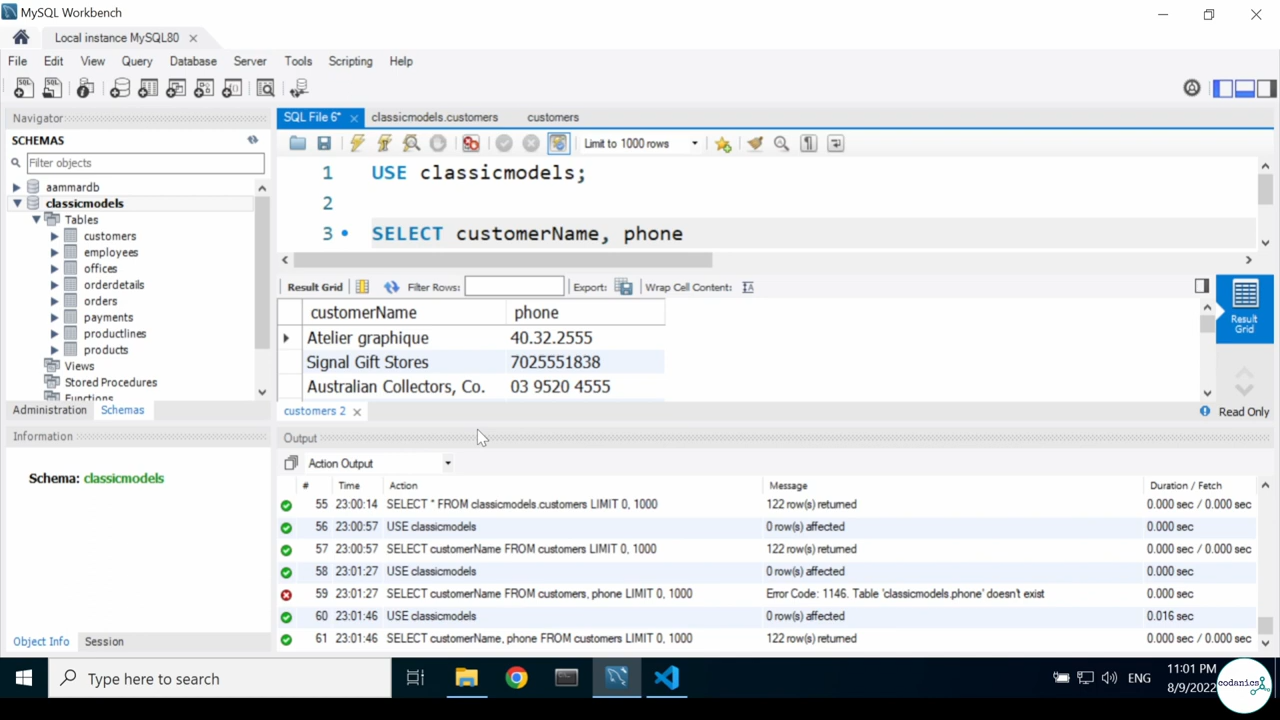 MySQL Workbench
Local instance MySQL80
File Edit View Query Database Server Tools Scripting Help
Navigator
SCHEMAS
Filter objects
aammardb
classicmodels
Tables
customers
employees
offices
orderdetails
orders
payments
productlines
products
Views
Stored Procedures
Functions
Administration Schemas
Information
Schema: classicmodels
Object Info Session
SQL File 6* classicmodels.customers customers
Limit to 1000 rows
1 USE classicmodels;
2
3 SELECT customerName, phone
Result Grid Filter Rows: Export: Wrap Cell Content:
customerName phone
Atelier graphique 40.32.2555
Signal Gift Stores 7025551838
Australian Collectors, Co. 03 9520 4555
Result
Grid
customers 2
Read Only
Output
Action Output
# Time Action Message Duration / Fetch
55 23:00:14 SELECT * FROM classicmodels.customers LIMIT 0, 1000 122 row(s) returned 0.000 sec / 0.000 sec
56 23:00:57 USE classicmodels 0 row(s) affected 0.000 sec
57 23:00:57 SELECT customerName FROM customers LIMIT 0, 1000 122 row(s) returned 0.000 sec / 0.000 sec
58 23:01:27 USE classicmodels 0 row(s) affected 0.000 sec
59 23:01:27 SELECT customerName FROM customers, phone LIMIT 0, 1000 Error Code: 1146. Table 'classicmodels.phone' doesn't exist 0.000 sec
60 23:01:46 USE classicmodels 0 row(s) affected 0.016 sec
61 23:01:46 SELECT customerName, phone FROM customers LIMIT 0, 1000 122 row(s) returned 0.000 sec / 0.000 sec
Type here to search
ENG
11:01 PM
8/9/2022
codanics